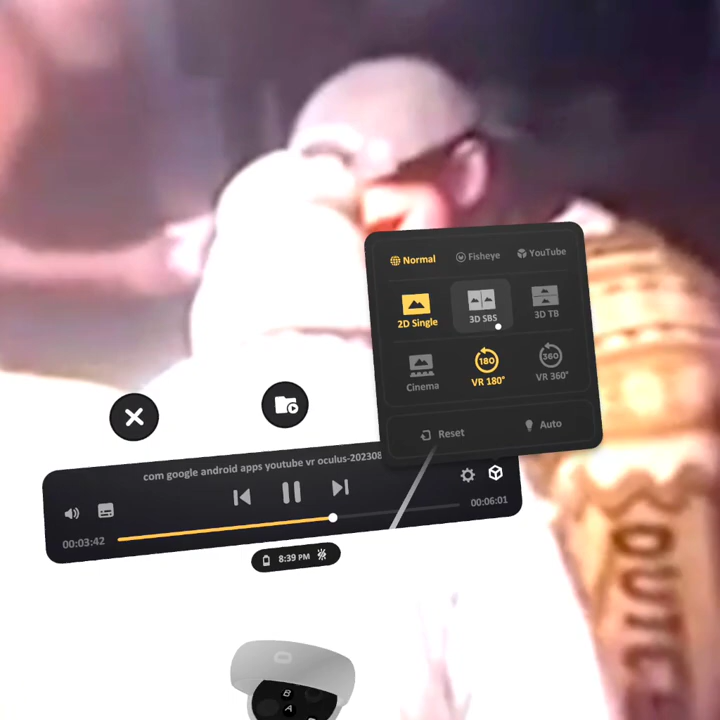 Normal
Fisheye
YouTube
2D Single
3D SBS
3D TB
Cinema
180
VR 180°
360
VR 360°
Reset
Auto
com google android apps youtube vr oculus-202308
00:03:42
00:06:01
8:39 PM
B
A
OUTC